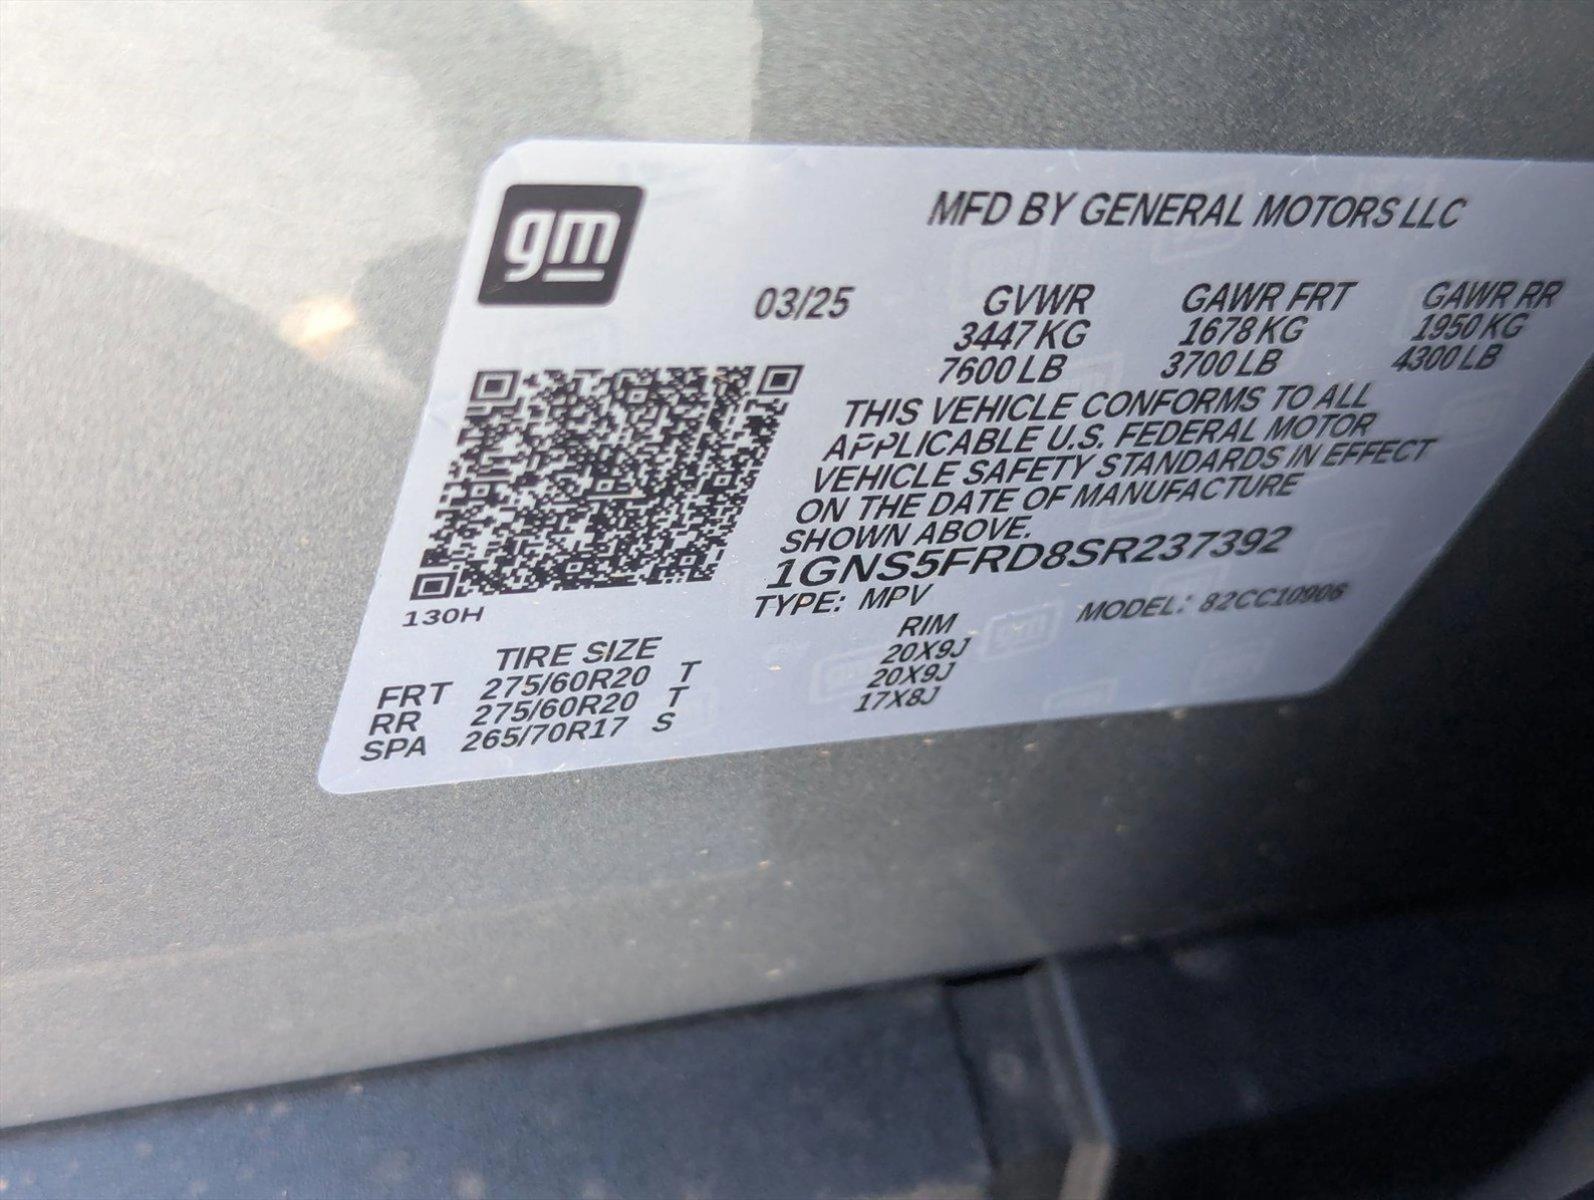 gm
MFD BY GENERAL MOTORS LLC
03/25 GVWR GAWR FRT GAWR RR
3447 KG 1678 KG 1950 KG
7600 LB 3700 LB 4300 LB
THIS VEHICLE CONFORMS TO ALL
APPLICABLE U.S. FEDERAL MOTOR
VEHICLE SAFETY STANDARDS IN EFFECT
ON THE DATE OF MANUFACTURE
SHOWN ABOVE.
1GNS5FRD8SR237392
TYPE: MPV MODEL: 82CC10906
130H
TIRE SIZE RIM
FRT 275/60R20 T 20X9J
RR 275/60R20 T 20X9J
SPA 265/70R17 S 17X8J